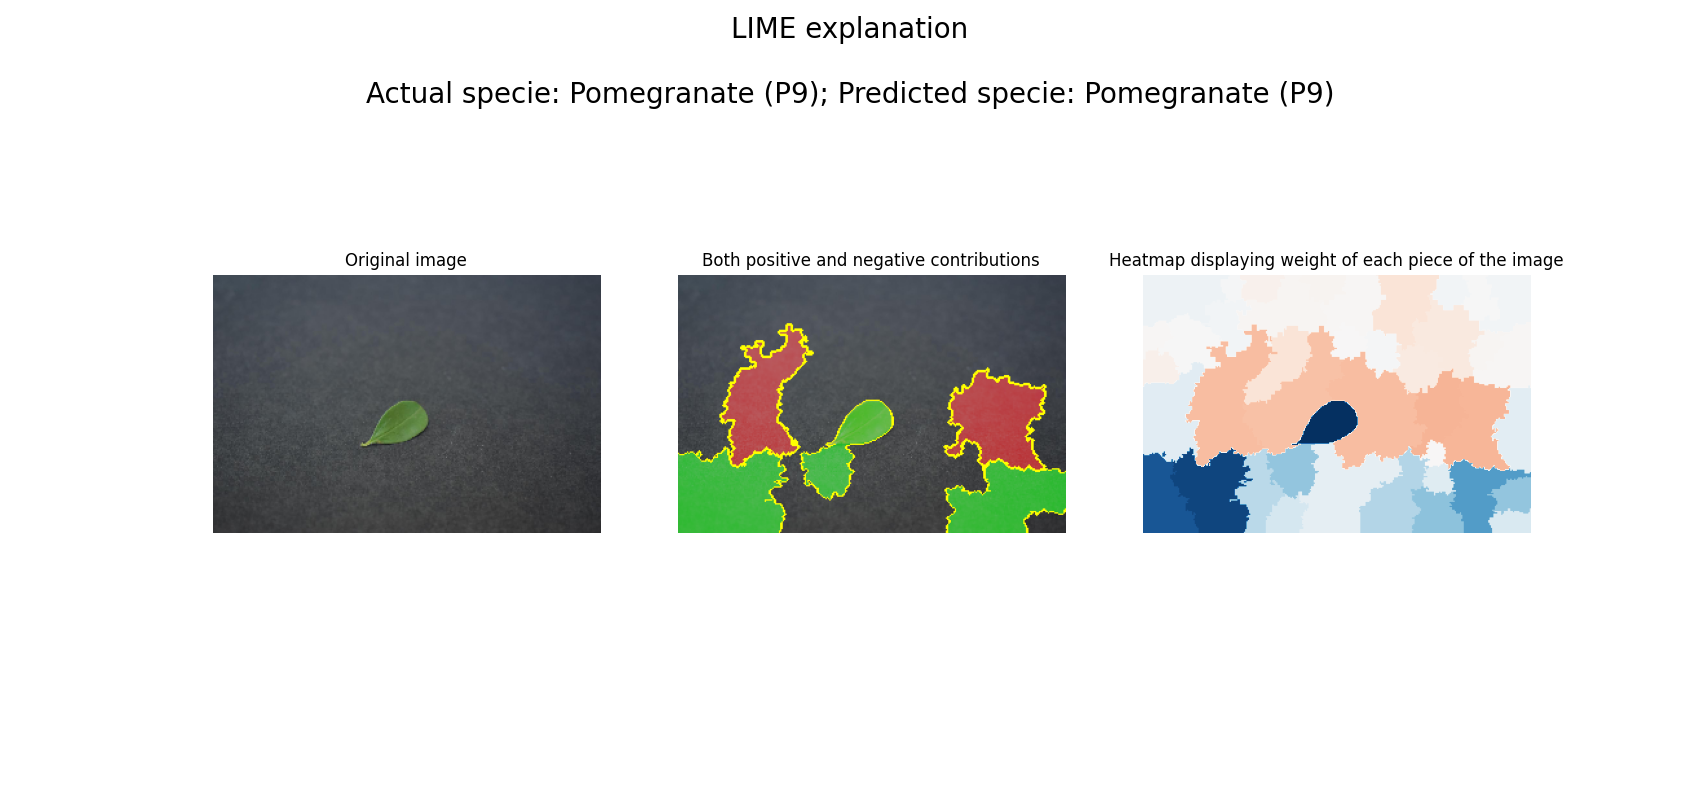 LIME explanation
Actual specie: Pomegranate (P9); Predicted specie: Pomegranate (P9)
Original image
Both positive and negative contributions
Heatmap displaying weight of each piece of the image